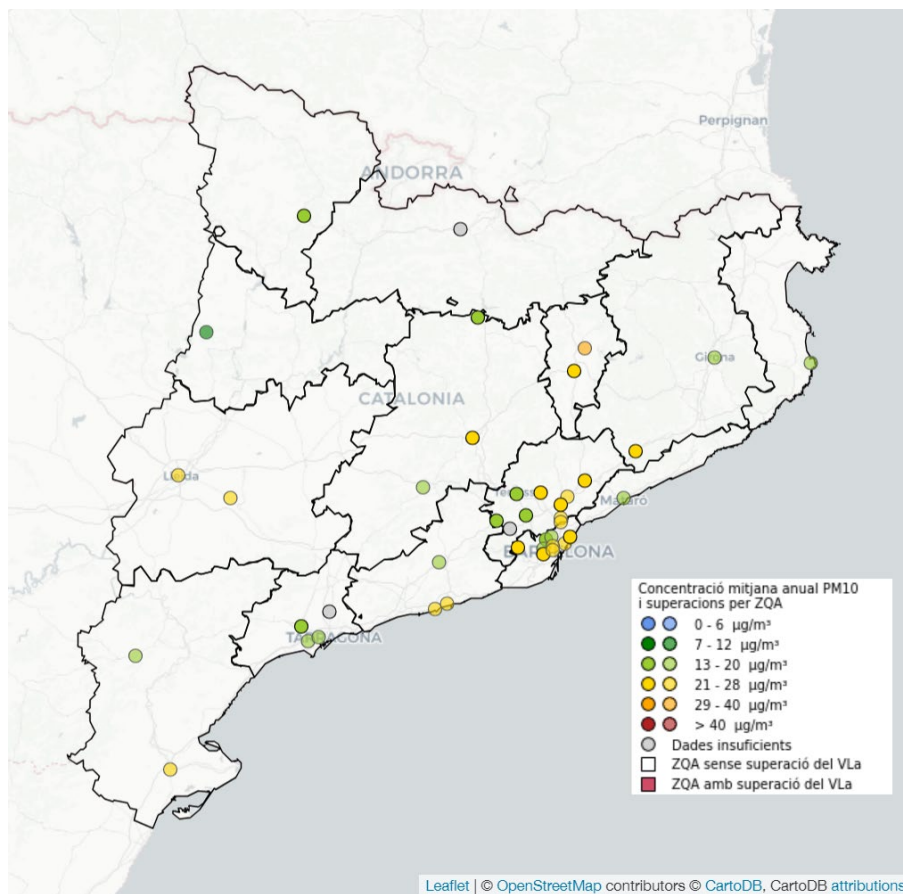 Perpignan
ANDORRA
Girona
CATALONIA
Lleida
Mataró
BARCELONA
TARRAGONA
Concentració mitjana anual PM10
i superacions per ZQA
0 - 6 µg/m³
7 - 12 µg/m³
13 - 20 µg/m³
21 - 28 µg/m³
29 - 40 µg/m³
> 40 µg/m³
Dades insuficients
ZQA sense superació del VLa
ZQA amb superació del VLa
Leaflet | © OpenStreetMap contributors © CartoDB, CartoDB attributions